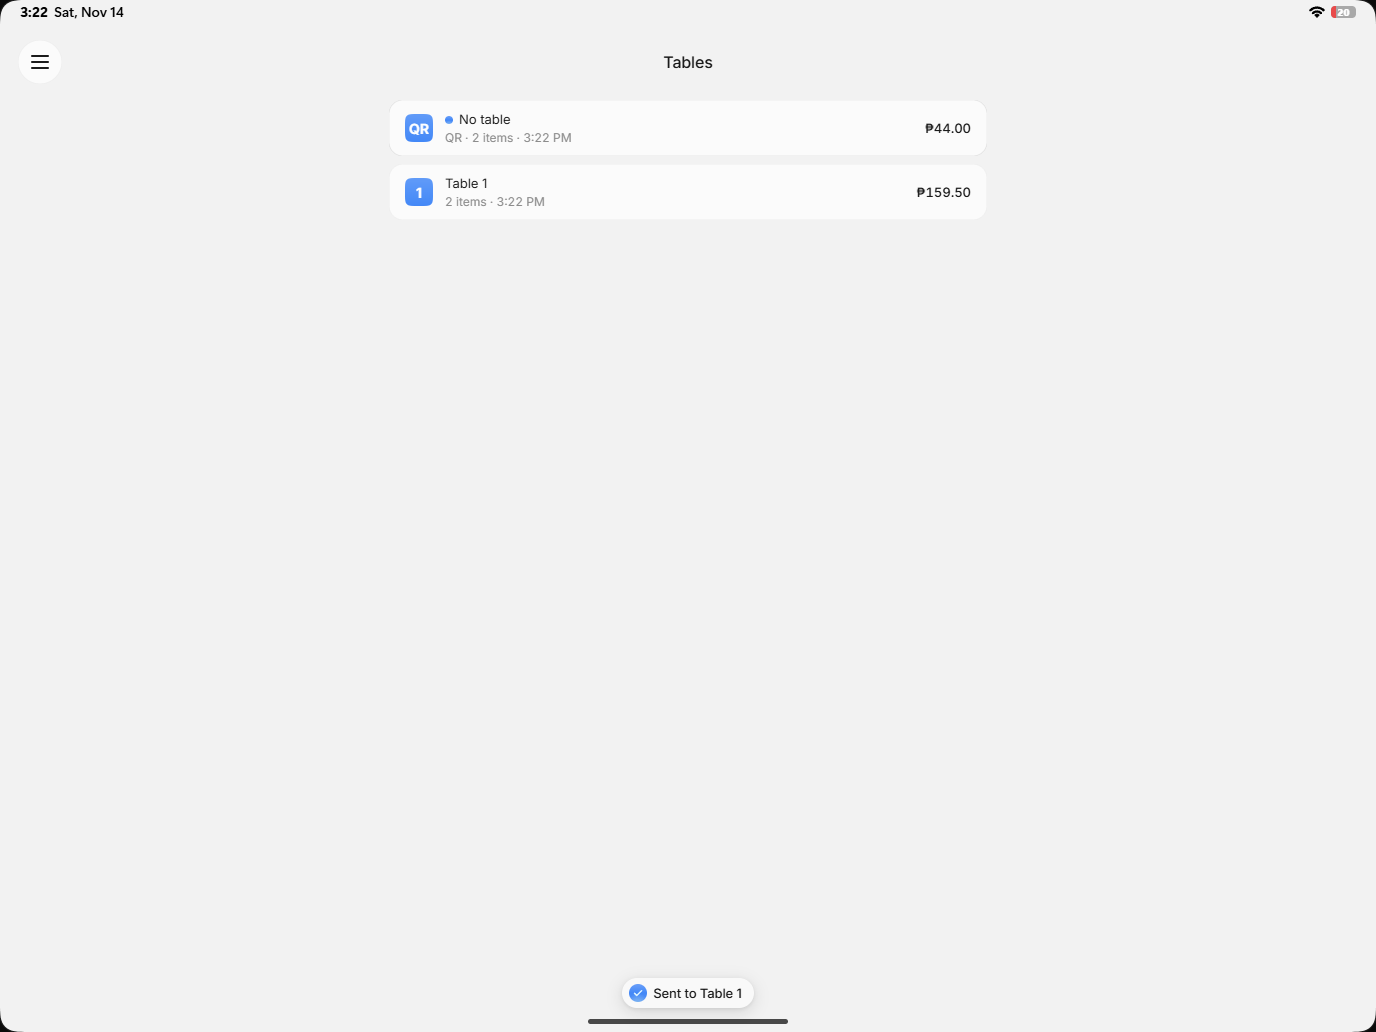 3:22 Sat, Nov 14
20
Tables
QR
No table
QR · 2 items · 3:22 PM
₱44.00
1
Table 1
2 items · 3:22 PM
₱159.50
Sent to Table 1